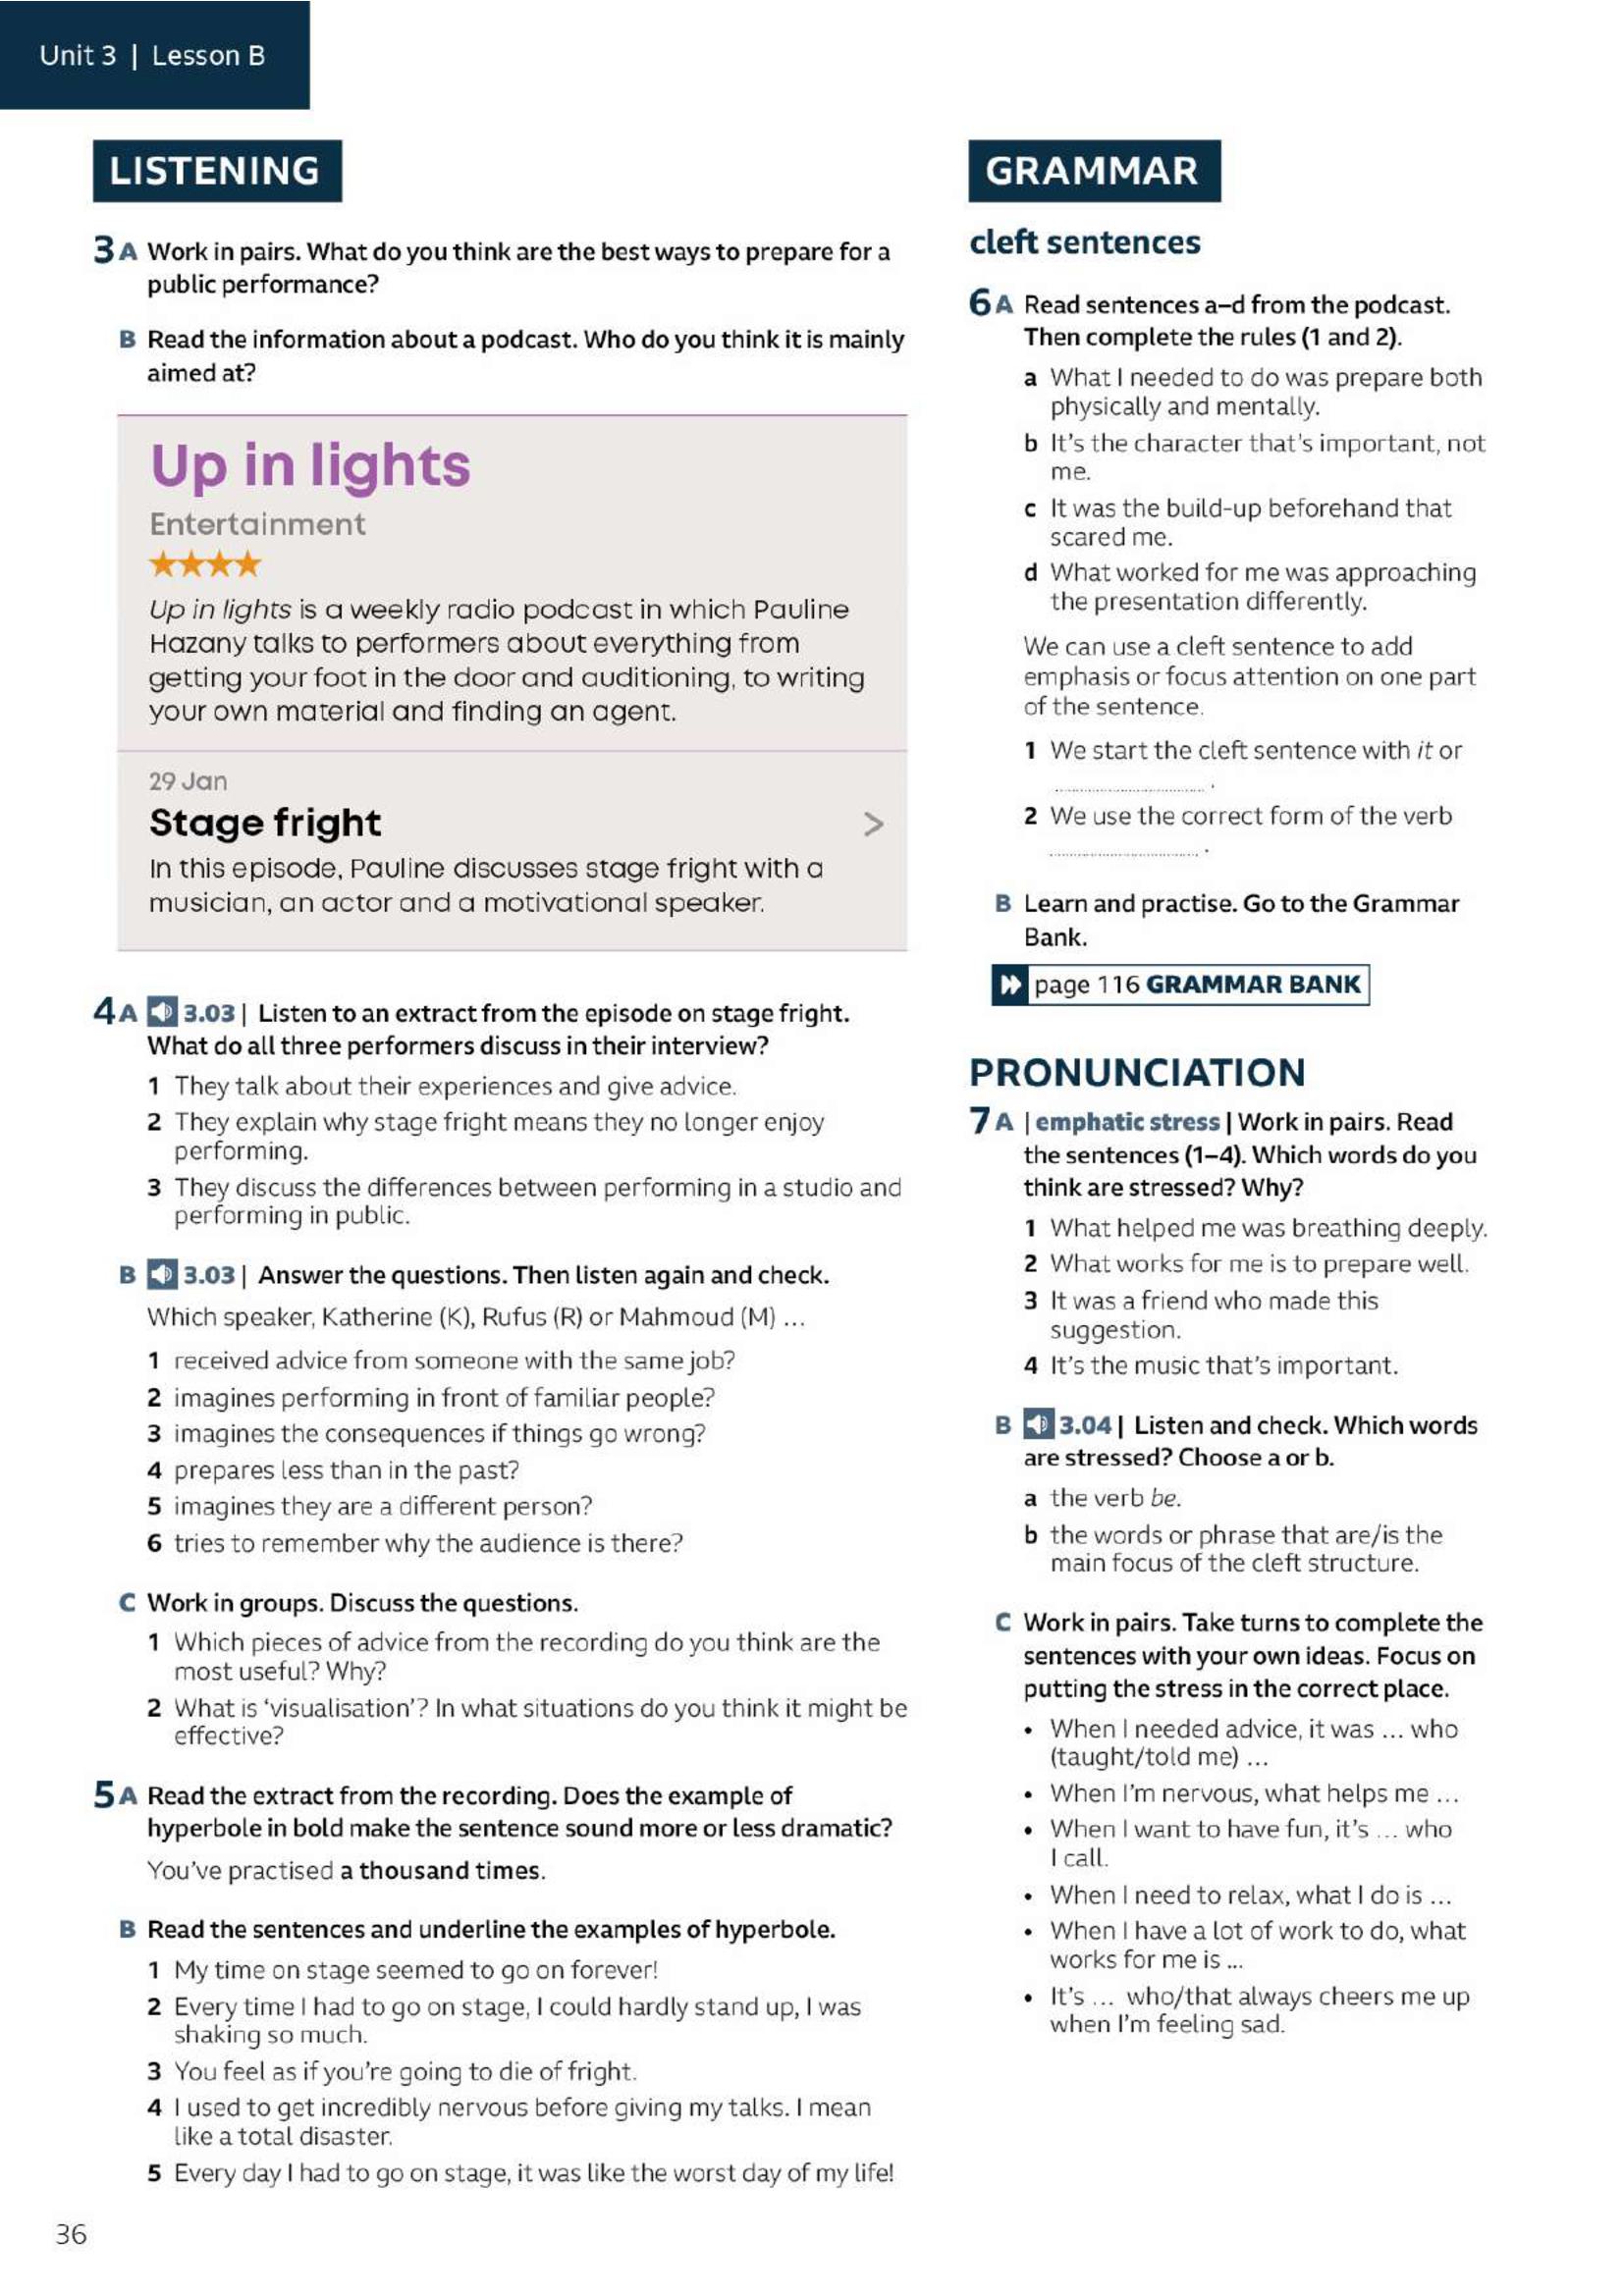 Unit 3 | Lesson B
LISTENING
3 A Work in pairs. What do you think are the best ways to prepare for a
public performance?
B Read the information about a podcast. Who do you think it is mainly
aimed at?
Up in lights
Entertainment
Up in lights is a weekly radio podcast in which Pauline
Hazany talks to performers about everything from
getting your foot in the door and auditioning, to writing
your own material and finding an agent.
29 Jan
Stage fright >
In this episode, Pauline discusses stage fright with a
musician, an actor and a motivational speaker.
4 A 3.03 | Listen to an extract from the episode on stage fright.
What do all three performers discuss in their interview?
1 They talk about their experiences and give advice.
2 They explain why stage fright means they no longer enjoy
performing.
3 They discuss the differences between performing in a studio and
performing in public.
B 3.03 | Answer the questions. Then listen again and check.
Which speaker, Katherine (K), Rufus (R) or Mahmoud (M) ...
1 received advice from someone with the same job?
2 imagines performing in front of familiar people?
3 imagines the consequences if things go wrong?
4 prepares less than in the past?
5 imagines they are a different person?
6 tries to remember why the audience is there?
C Work in groups. Discuss the questions.
1 Which pieces of advice from the recording do you think are the
most useful? Why?
2 What is ‘visualisation’? In what situations do you think it might be
effective?
5 A Read the extract from the recording. Does the example of
hyperbole in bold make the sentence sound more or less dramatic?
You’ve practised a thousand times.
B Read the sentences and underline the examples of hyperbole.
1 My time on stage seemed to go on forever!
2 Every time I had to go on stage, I could hardly stand up, I was
shaking so much.
3 You feel as if you’re going to die of fright.
4 I used to get incredibly nervous before giving my talks. I mean
like a total disaster.
5 Every day I had to go on stage, it was like the worst day of my life!
36
GRAMMAR
cleft sentences
6 A Read sentences a–d from the podcast.
Then complete the rules (1 and 2).
a What I needed to do was prepare both
physically and mentally.
b It’s the character that’s important, not
me.
c It was the build-up beforehand that
scared me.
d What worked for me was approaching
the presentation differently.
We can use a cleft sentence to add
emphasis or focus attention on one part
of the sentence.
1 We start the cleft sentence with it or
.
2 We use the correct form of the verb
.
B Learn and practise. Go to the Grammar
Bank.
page 116 GRAMMAR BANK
PRONUNCIATION
7 A | emphatic stress | Work in pairs. Read
the sentences (1–4). Which words do you
think are stressed? Why?
1 What helped me was breathing deeply.
2 What works for me is to prepare well.
3 It was a friend who made this
suggestion.
4 It’s the music that’s important.
B 3.04 | Listen and check. Which words
are stressed? Choose a or b.
a the verb be.
b the words or phrase that are/is the
main focus of the cleft structure.
C Work in pairs. Take turns to complete the
sentences with your own ideas. Focus on
putting the stress in the correct place.
• When I needed advice, it was ... who
(taught/told me) ...
• When I’m nervous, what helps me ...
• When I want to have fun, it’s ... who
I call.
• When I need to relax, what I do is ...
• When I have a lot of work to do, what
works for me is ...
• It’s ... who/that always cheers me up
when I’m feeling sad.